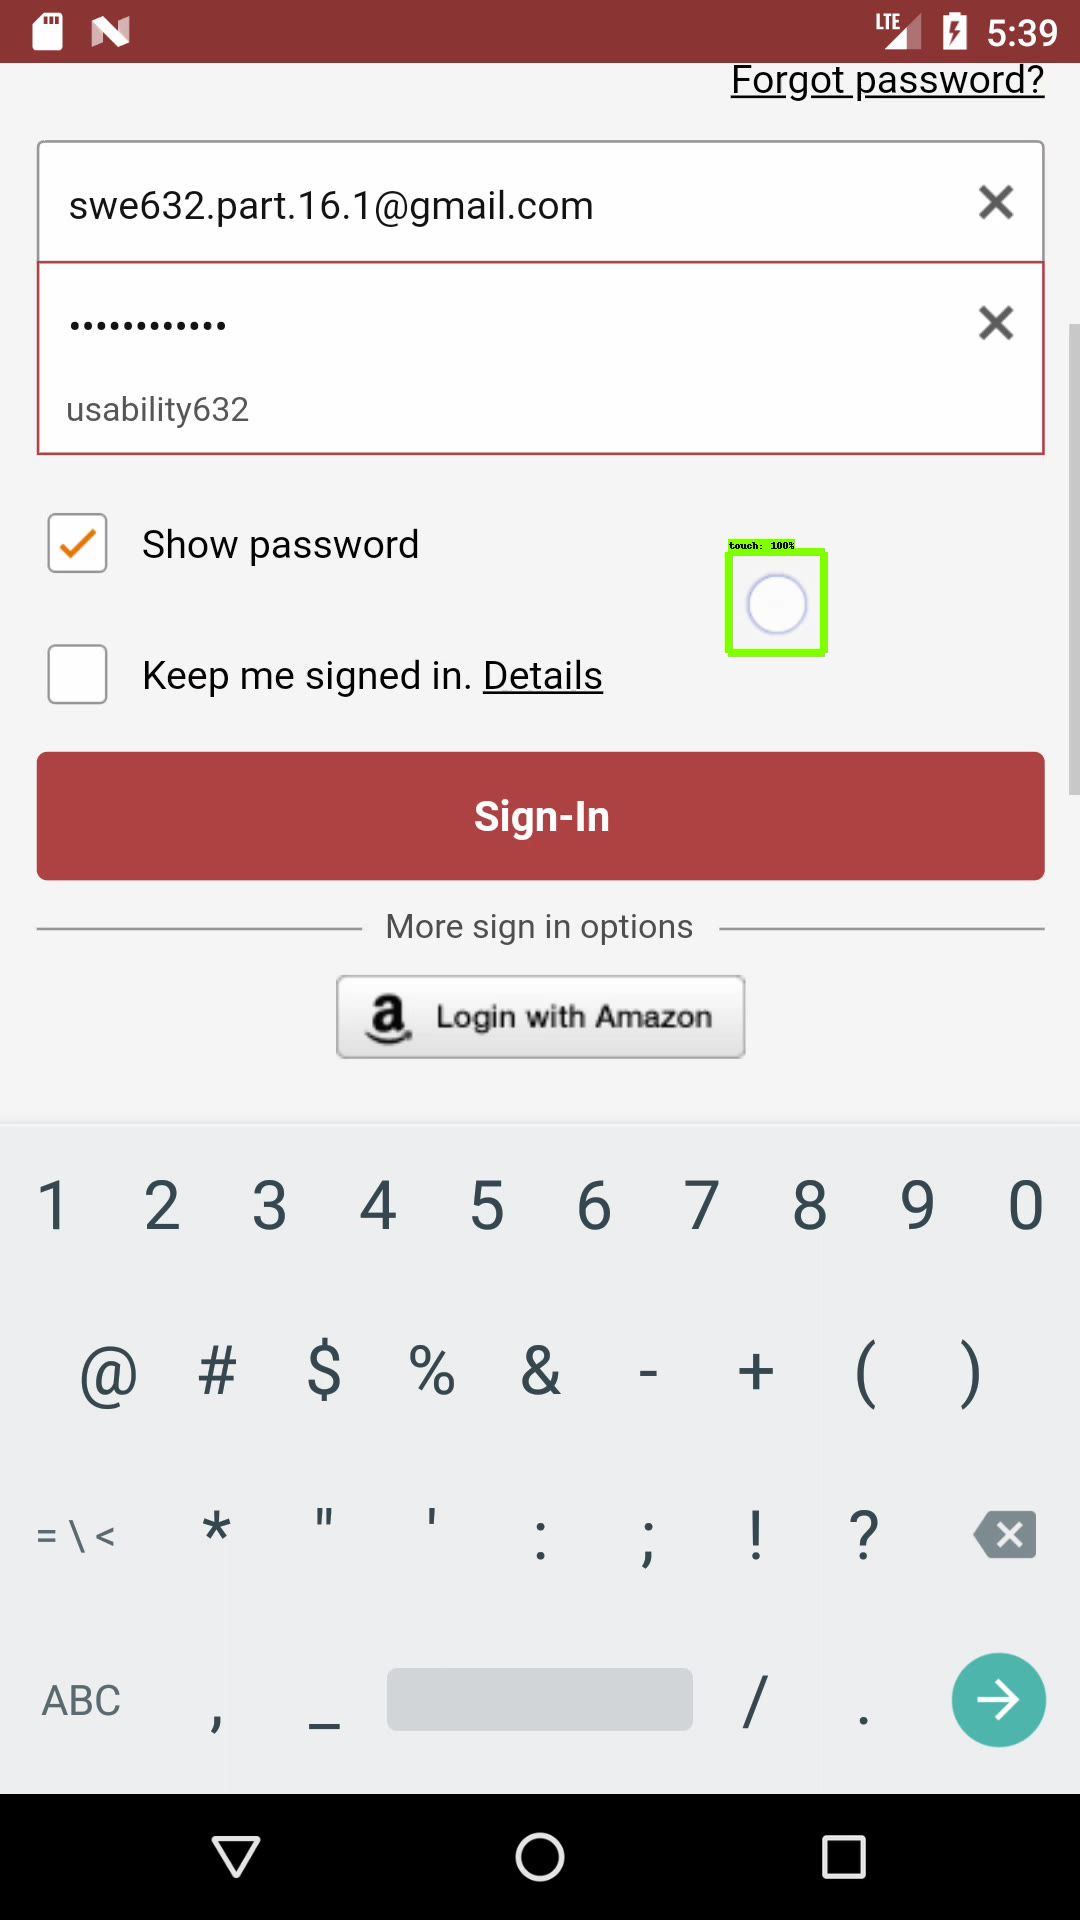 LTE 5:39
Forgot password?
swe632.part.16.1@gmail.com
••••••••••••
usability632
Show password
touch: 100%
Keep me signed in. Details
Sign-In
More sign in options
a Login with Amazon
1 2 3 4 5 6 7 8 9 0
@ # $ % & - + ( )
= \ < * " ' : ; ! ?
ABC , _ / .